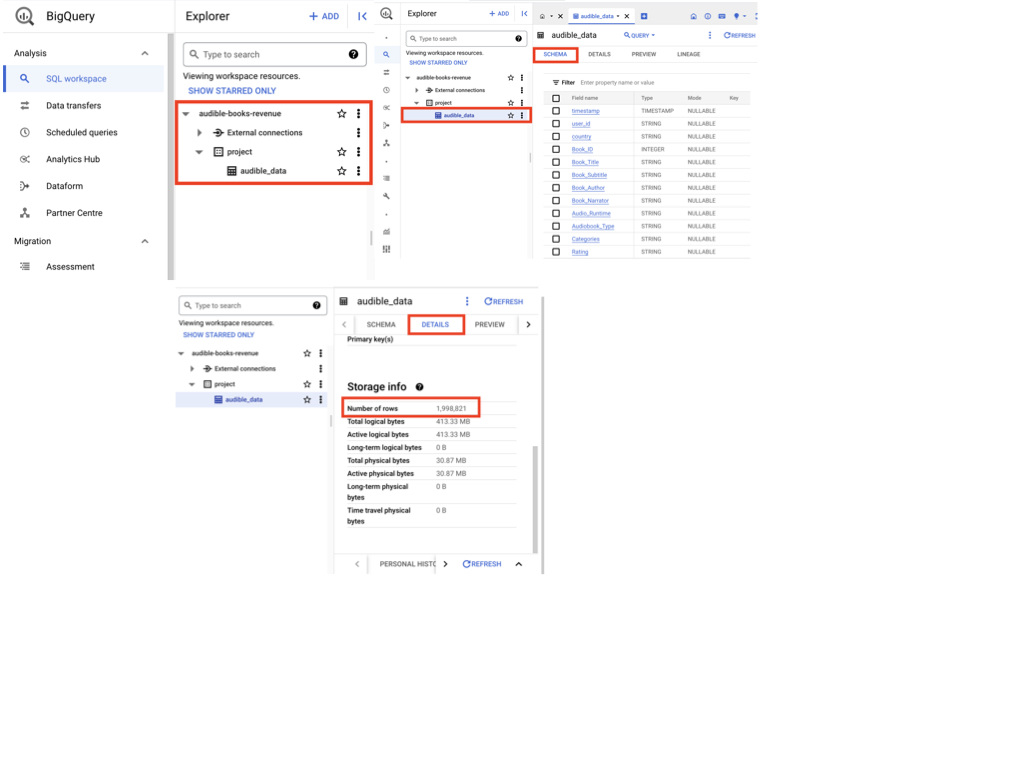 BigQuery
Analysis
SQL workspace
Data transfers
Scheduled queries
Analytics Hub
Dataform
Partner Centre
Migration
Assessment
Explorer
+ ADD
Type to search
Viewing workspace resources.
SHOW STARRED ONLY
audible-books-revenue
External connections
project
audible_data
Explorer
+ ADD
Type to search
Viewing workspace resources.
SHOW STARRED ONLY
audible-books-revenue
External connections
project
audible_data
audible_data
audible_data
QUERY
REFRESH
SCHEMA DETAILS PREVIEW LINEAGE
Filter Enter property name or value
Field name Type Mode Key
timestamp TIMESTAMP NULLABLE
user_id STRING NULLABLE
country STRING NULLABLE
Book_ID INTEGER NULLABLE
Book_Title STRING NULLABLE
Book_Subtitle STRING NULLABLE
Book_Author STRING NULLABLE
Book_Narrator STRING NULLABLE
Audio_Runtime STRING NULLABLE
Audiobook_Type STRING NULLABLE
Categories STRING NULLABLE
Rating STRING NULLABLE
Type to search
Viewing workspace resources.
SHOW STARRED ONLY
audible-books-revenue
External connections
project
audible_data
audible_data
REFRESH
SCHEMA DETAILS PREVIEW
Primary key(s)
Storage info
Number of rows 1,998,821
Total logical bytes 413.33 MB
Active logical bytes 413.33 MB
Long-term logical bytes 0 B
Total physical bytes 30.87 MB
Active physical bytes 30.87 MB
Long-term physical 0 B
bytes
Time travel physical 0 B
bytes
PERSONAL HISTO
REFRESH